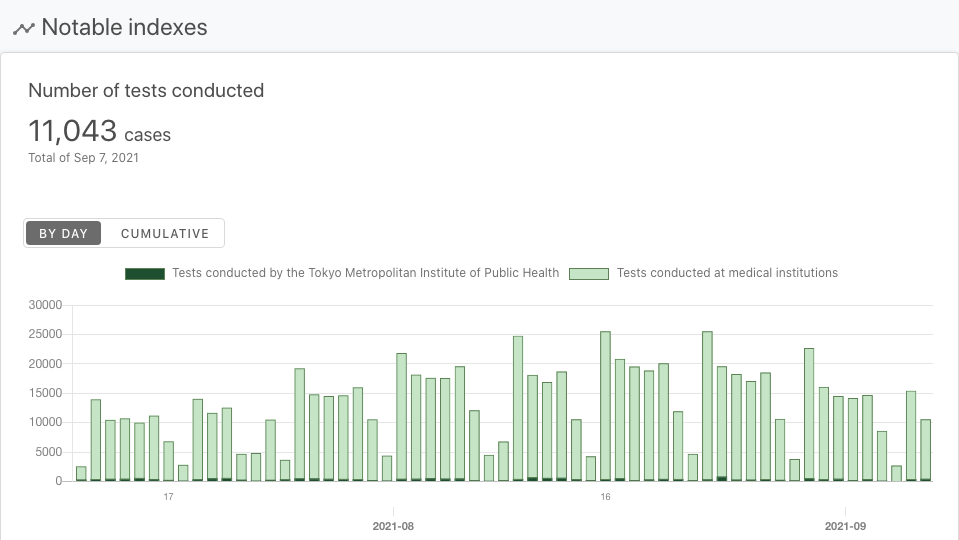 Notable indexes
Number of tests conducted
11,043 cases
Total of Sep 7, 2021
BY DAY CUMULATIVE
Tests conducted by the Tokyo Metropolitan Institute of Public Health Tests conducted at medical institutions
30000
25000
20000
15000
10000
5000
0
17 16
2021-08 2021-09